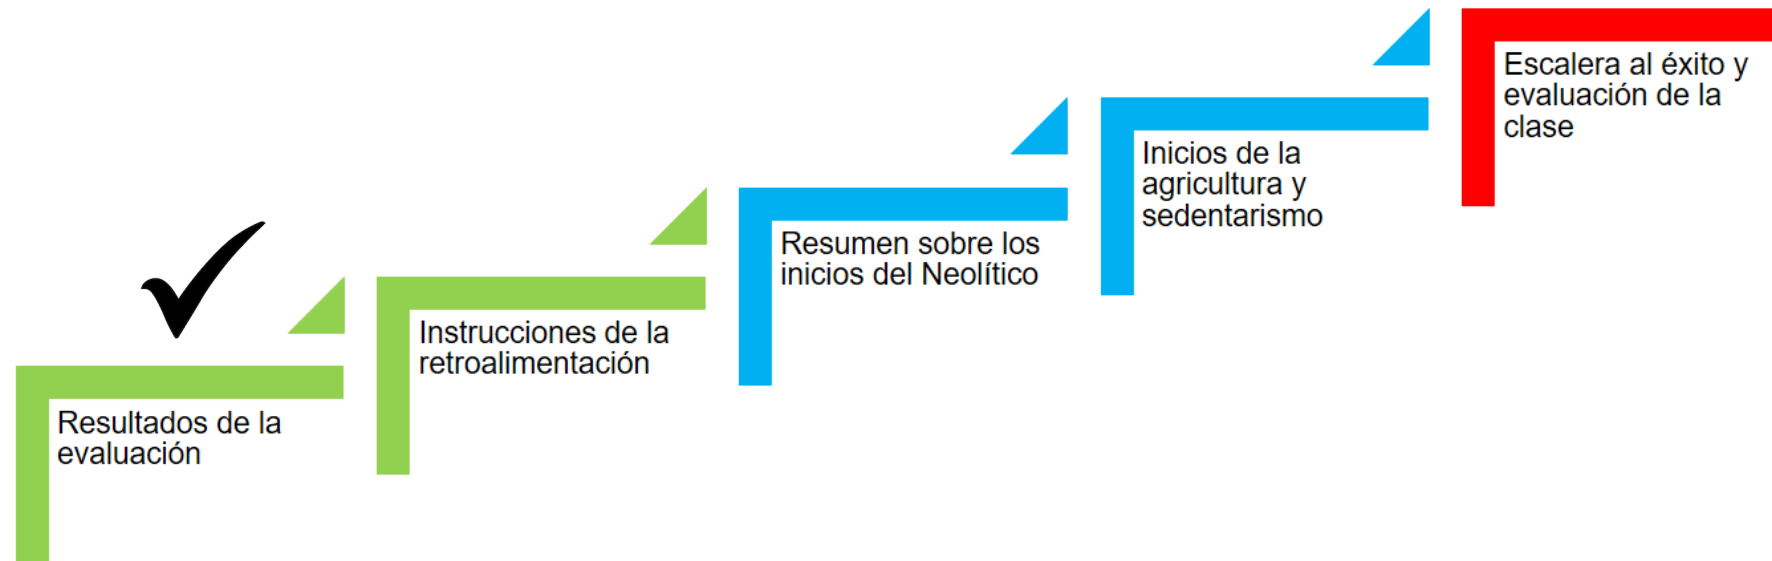 Resultados de la
evaluación
Instrucciones de la
retroalimentación
Resumen sobre los
inicios del Neolítico
Inicios de la
agricultura y
sedentarismo
Escalera al éxito y
evaluación de la
clase